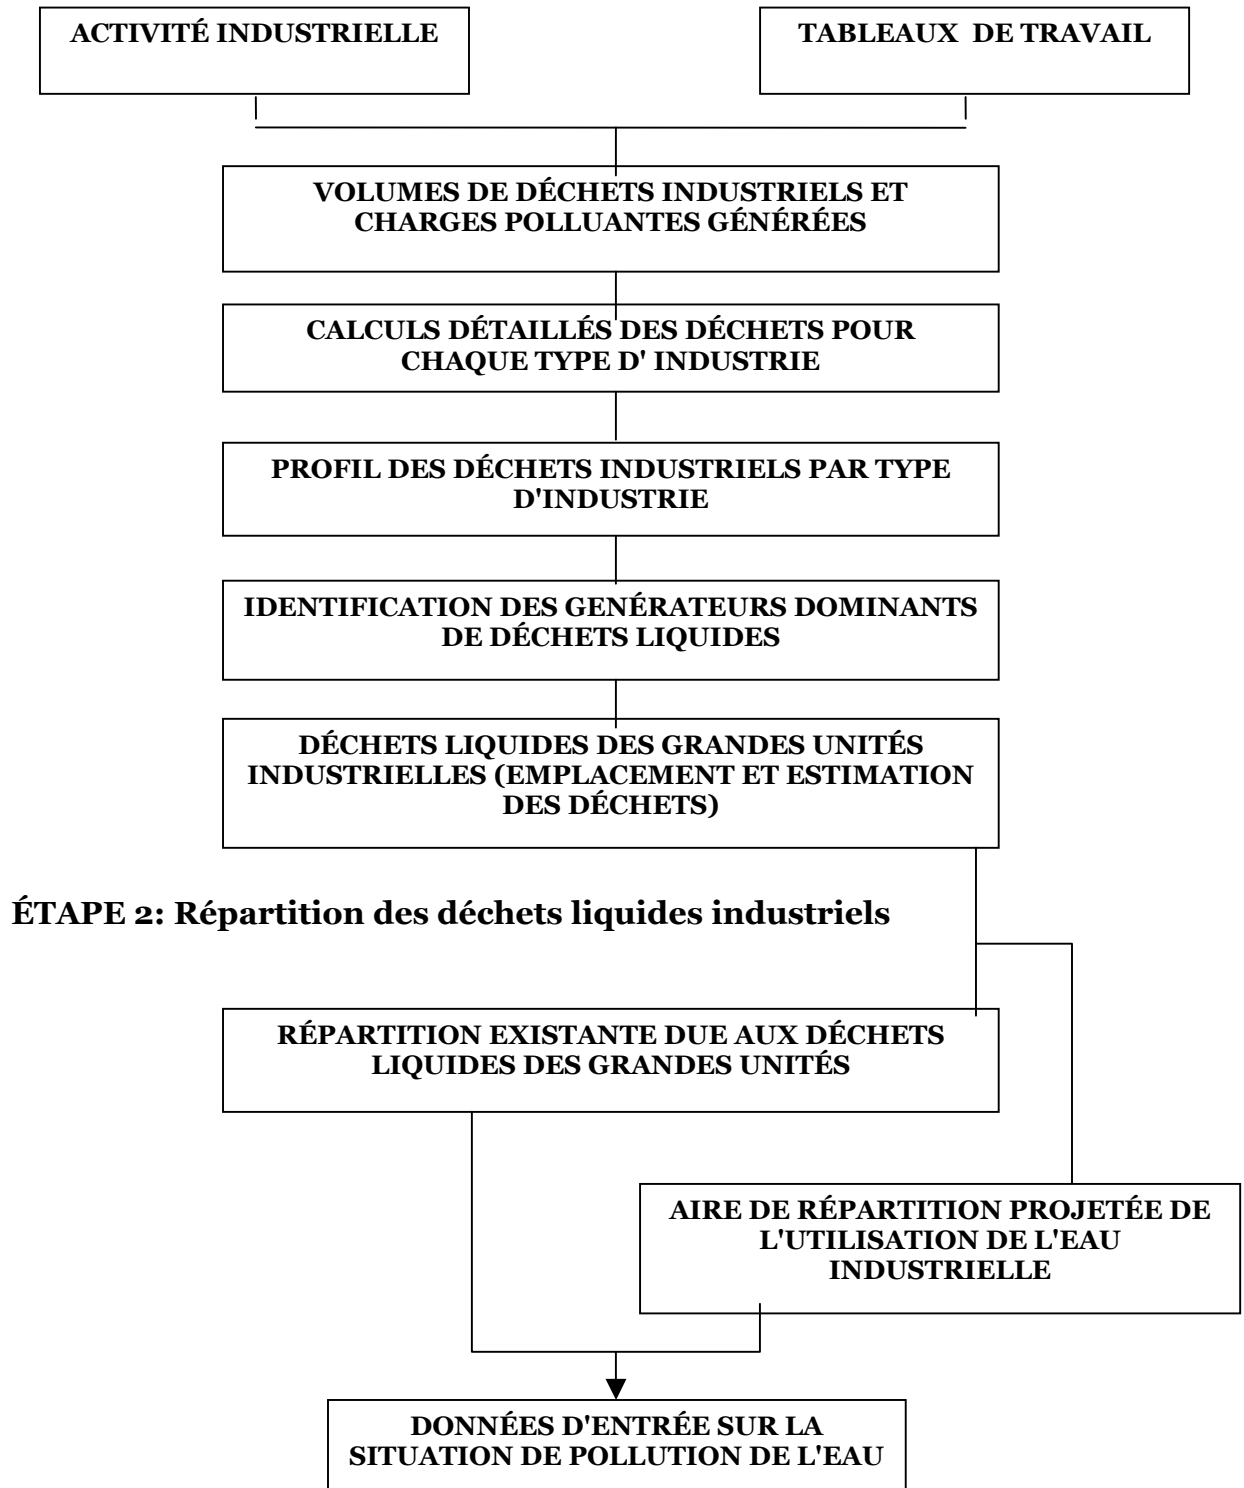 ACTIVITÉ INDUSTRIELLE
TABLEAUX DE TRAVAIL
VOLUMES DE DÉCHETS INDUSTRIELS ET
CHARGES POLLUANTES GÉNÉRÉES
CALCULS DÉTAILLÉS DES DÉCHETS POUR
CHAQUE TYPE D' INDUSTRIE
PROFIL DES DÉCHETS INDUSTRIELS PAR TYPE
D'INDUSTRIE
IDENTIFICATION DES GENÉRATEURS DOMINANTS
DE DÉCHETS LIQUIDES
DÉCHETS LIQUIDES DES GRANDES UNITÉS
INDUSTRIELLES (EMPLACEMENT ET ESTIMATION
DES DÉCHETS)
ÉTAPE 2: Répartition des déchets liquides industriels
RÉPARTITION EXISTANTE DUE AUX DÉCHETS
LIQUIDES DES GRANDES UNITÉS
AIRE DE RÉPARTITION PROJETÉE DE
L'UTILISATION DE L'EAU
INDUSTRIELLE
DONNÉES D'ENTRÉE SUR LA
SITUATION DE POLLUTION DE L'EAU